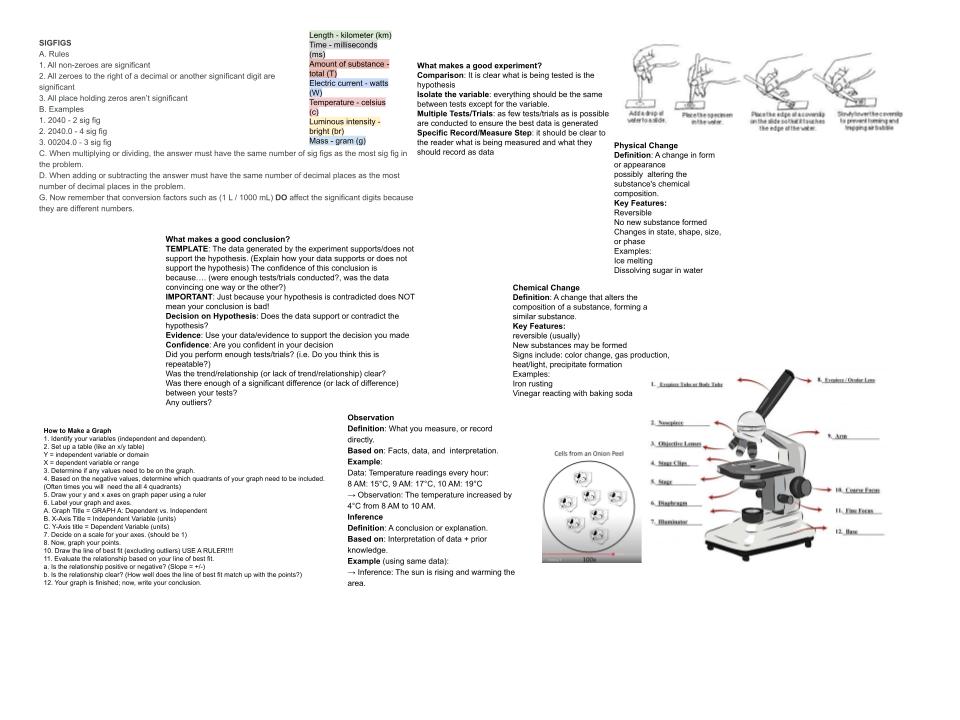 SIGFIGS
A. Rules
1. All non-zeroes are significant
2. All zeroes to the right of a decimal or another significant digit are
significant
3. All place holding zeros aren't significant
B. Examples
1. 2040 - 2 sig fig
2. 2040.0 - 4 sig fig
3. 00204.0 - 3 sig fig
C. When multiplying or dividing, the answer must have the same number of sig figs as the most sig fig in
the problem.
D. When adding or subtracting the answer must have the same number of decimal places as the most
number of decimal places in the problem.
G. Now remember that conversion factors such as (1 L / 1000 mL) DO affect the significant digits because
they are different numbers.
Length - kilometer (km)
Time - milliseconds
(ms)
Amount of substance -
total (T)
Electric current - watts
(W)
Temperature - celsius
(c)
Luminous intensity -
bright (br)
Mass - gram (g)
What makes a good experiment?
Comparison: It is clear what is being tested is the
hypothesis
Isolate the variable: everything should be the same
between tests except for the variable.
Multiple Tests/Trials: as few tests/trials as is possible
are conducted to ensure the best data is generated
Specific Record/Measure Step: it should be clear to
the reader what is being measured and what they
should record as data
Add a drop of
water to a slide.
Place the specimen
in the water.
Place the edge of a coverslip
on the slide so that it touches
the edge of the water.
Slowly lower the coverslip
to prevent forming and
trapping air bubble
Physical Change
Definition: A change in form
or appearance
possibly altering the
substance's chemical
composition.
Key Features:
Reversible
No new substance formed
Changes in state, shape, size,
or phase
Examples:
Ice melting
Dissolving sugar in water
What makes a good conclusion?
TEMPLATE: The data generated by the experiment supports/does not
support the hypothesis. (Explain how your data supports or does not
support the hypothesis) The confidence of this conclusion is
because…. (were enough tests/trials conducted?, was the data
convincing one way or the other?)
IMPORTANT: Just because your hypothesis is contradicted does NOT
mean your conclusion is bad!
Decision on Hypothesis: Does the data support or contradict the
hypothesis?
Evidence: Use your data/evidence to support the decision you made
Confidence: Are you confident in your decision
Did you perform enough tests/trials? (i.e. Do you think this is
repeatable?)
Was the trend/relationship (or lack of trend/relationship) clear?
Was there enough of a significant difference (or lack of difference)
between your tests?
Any outliers?
Chemical Change
Definition: A change that alters the
composition of a substance, forming a
similar substance.
Key Features:
reversible (usually)
New substances may be formed
Signs include: color change, gas production,
heat/light, precipitate formation
Examples:
Iron rusting
Vinegar reacting with baking soda
How to Make a Graph
1. Identify your variables (independent and dependent).
2. Set up a table (like an x/y table)
Y = independent variable or domain
X = dependent variable or range
3. Determine if any values need to be on the graph.
4. Based on the negative values, determine which quadrants of your graph need to be included.
(Often times you will need the all 4 quadrants)
5. Draw your y and x axes on graph paper using a ruler
6. Label your graph and axes.
A. Graph Title = GRAPH A: Dependent vs. Independent
B. X-Axis Title = Independent Variable (units)
C. Y-Axis title = Dependent Variable (units)
7. Decide on a scale for your axes. (should be 1)
8. Now, graph your points.
10. Draw the line of best fit (excluding outliers) USE A RULER!!!!
11. Evaluate the relationship based on your line of best fit.
a. Is the relationship positive or negative? (Slope = +/-)
b. Is the relationship clear? (How well does the line of best fit match up with the points?)
12. Your graph is finished; now, write your conclusion.
Observation
Definition: What you measure, or record
directly.
Based on: Facts, data, and interpretation.
Example:
Data: Temperature readings every hour:
8 AM: 15°C, 9 AM: 17°C, 10 AM: 19°C
→ Observation: The temperature increased by
4°C from 8 AM to 10 AM.
Inference
Definition: A conclusion or explanation.
Based on: Interpretation of data + prior
knowledge.
Example (using same data):
→ Inference: The sun is rising and warming the
area.
Cells from an Onion Peel
100x
1. Eyepiece Tube or Body Tube
2. Nosepiece
3. Objective Lenses
4. Stage Clips
5. Stage
6. Diaphragm
7. Illuminator
8. Eyepiece / Ocular Lens
9. Arm
10. Coarse Focus
11. Fine Focus
12. Base